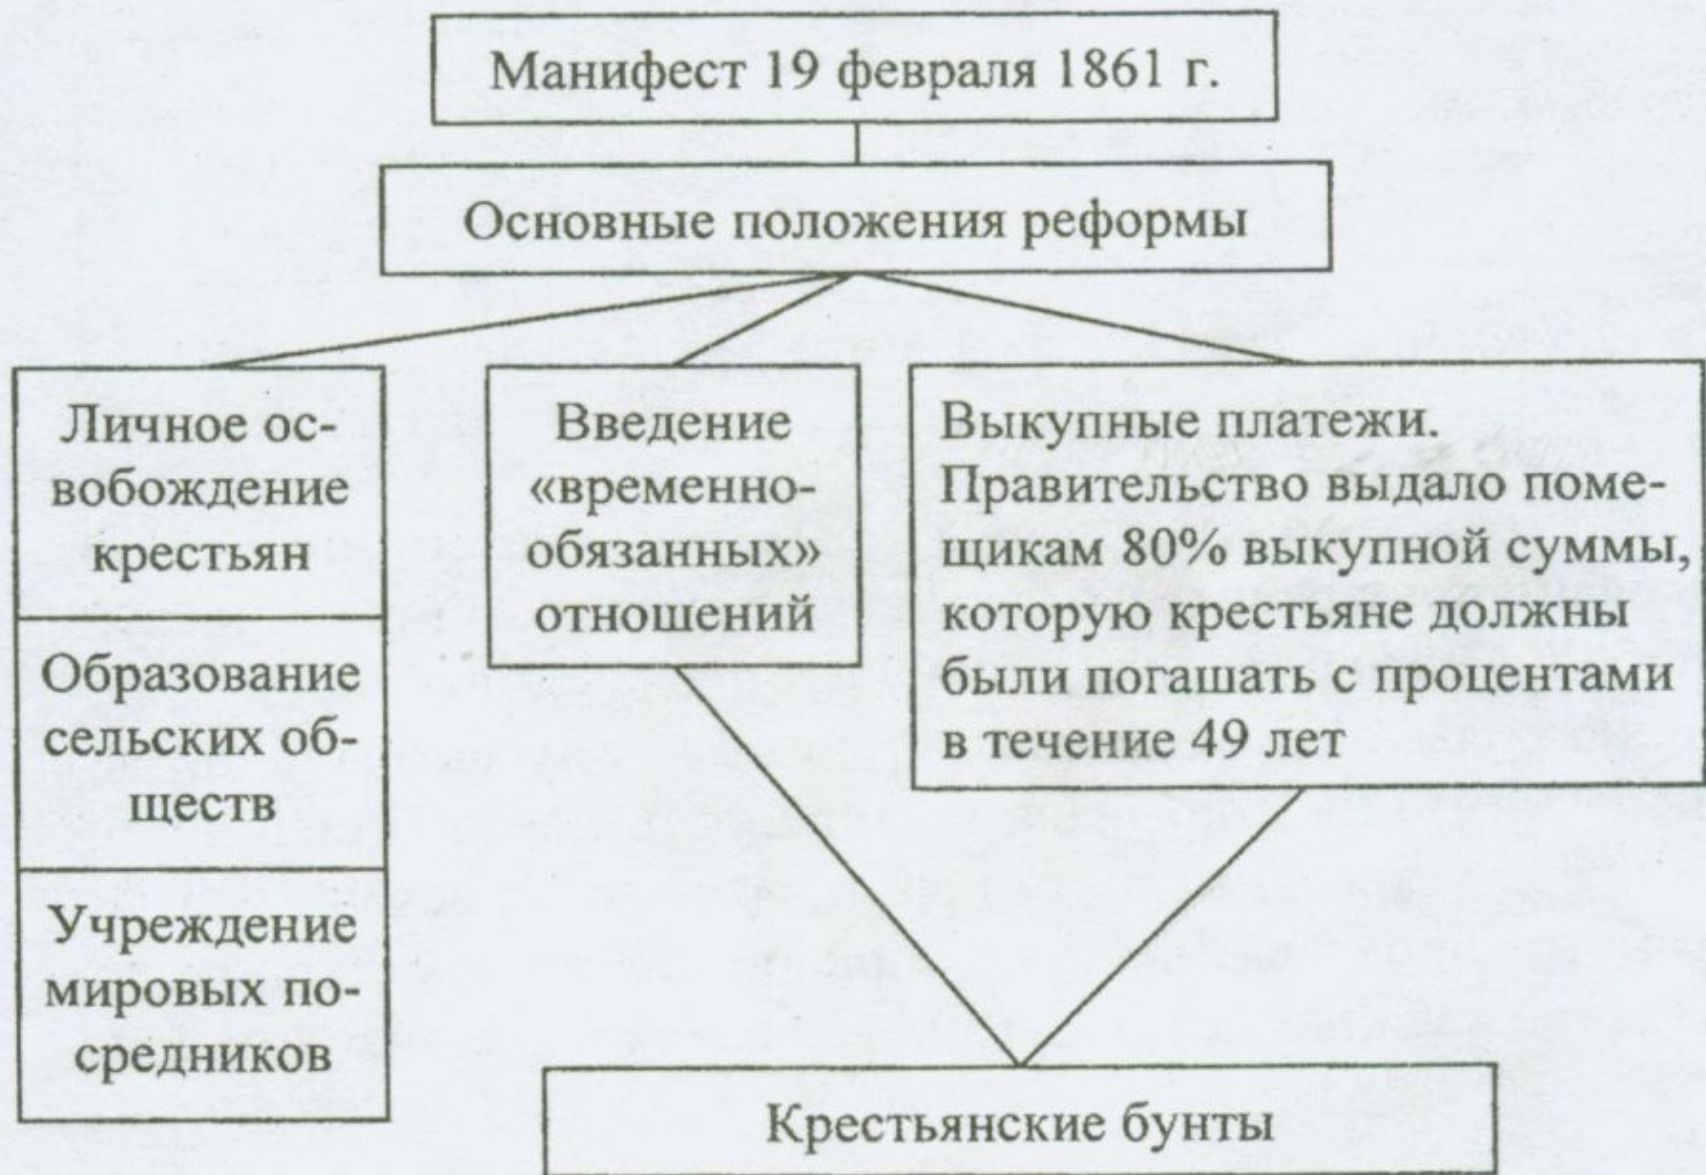 Манифест 19 февраля 1861 г.
Основные положения реформы
Личное ос-
вобождение
крестьян
Образование
сельских об-
ществ
Учреждение
мировых по-
средников
Введение
«временно-
обязанных»
отношений
Выкупные платежи.
Правительство выдало поме-
щикам 80% выкупной суммы,
которую крестьяне должны
были погашать с процентами
в течение 49 лет
Крестьянские бунты